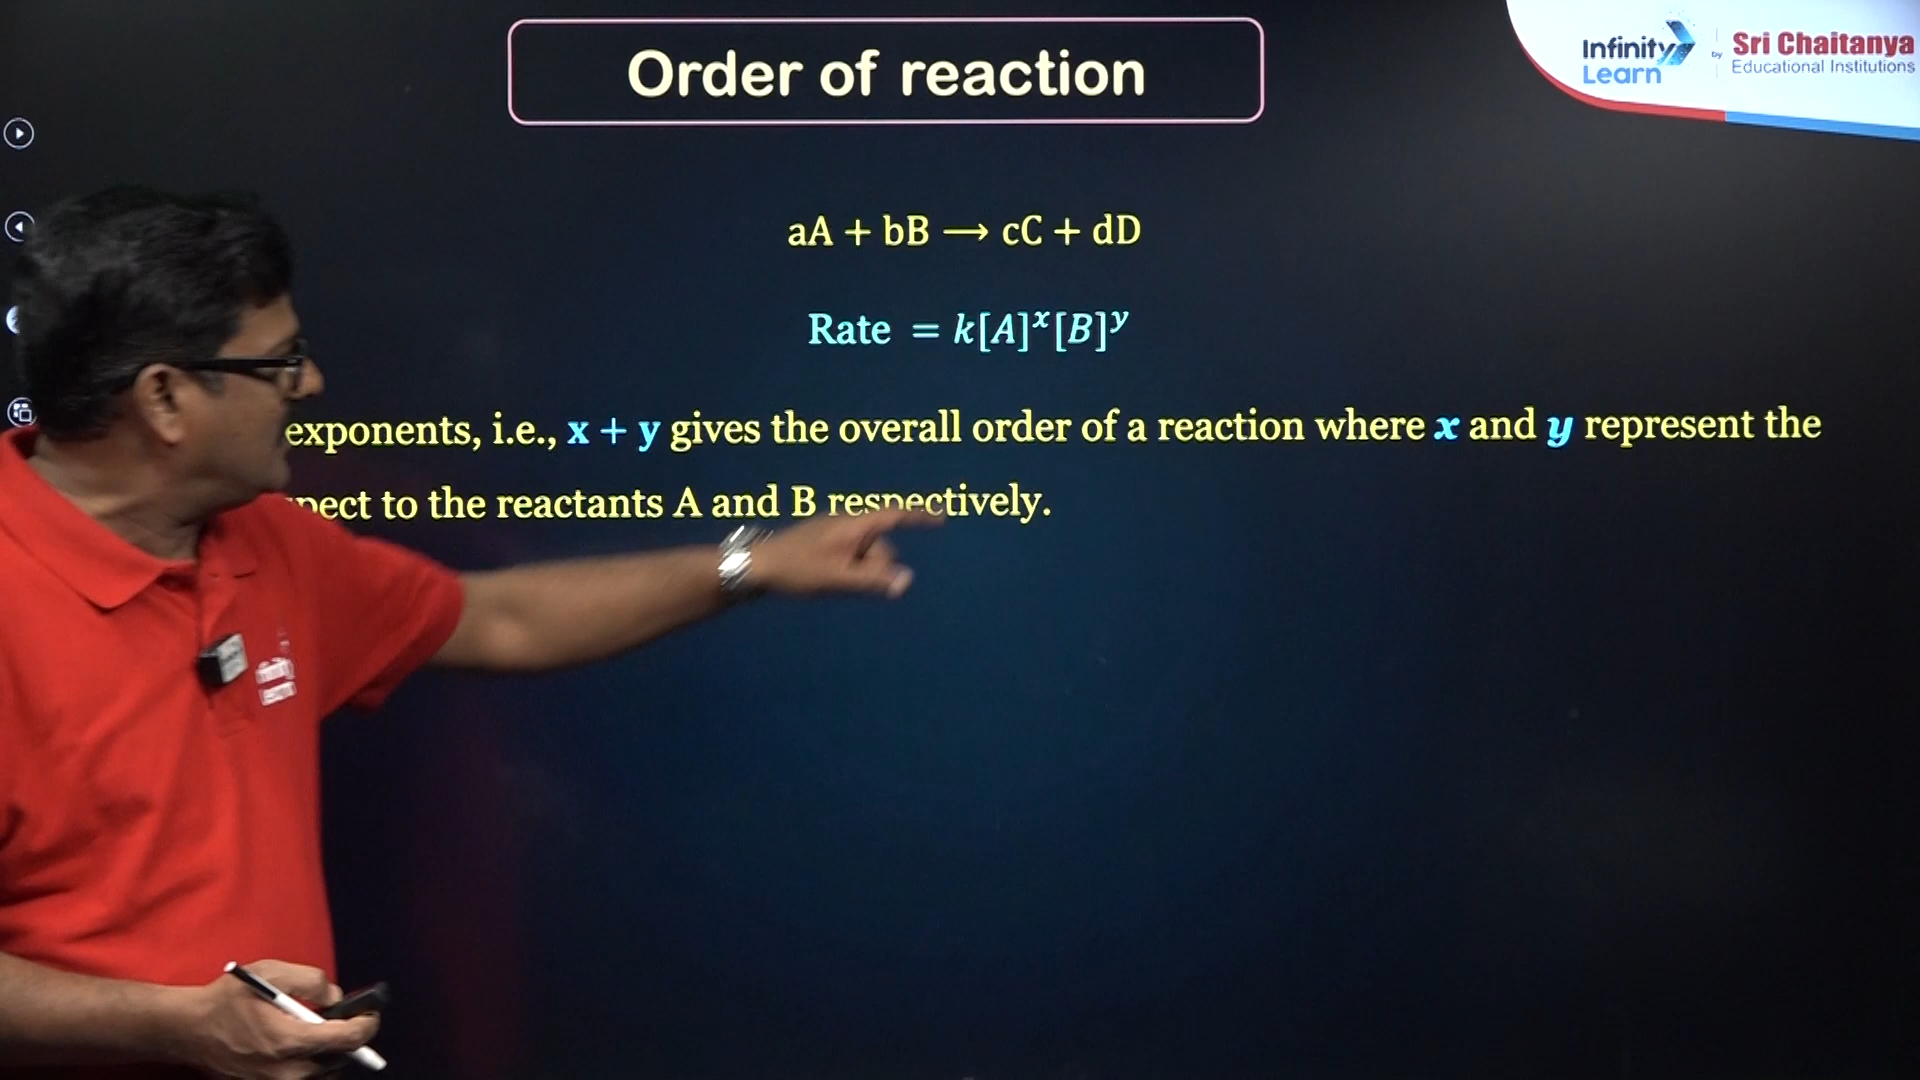 Order of reaction
Infinity Learn by Sri Chaitanya Educational Institutions
aA + bB ⟶ cC + dD
Rate = k[A]ˣ[B]ʸ
exponents, i.e., x + y gives the overall order of a reaction where x and y represent the
to the reactants A and B respectively.